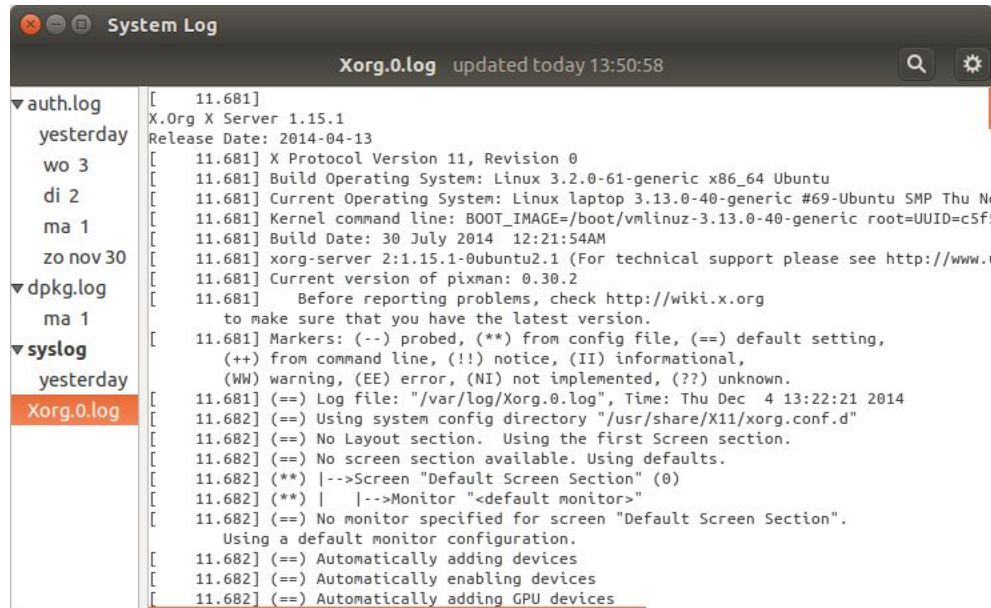 System Log
Xorg.0.log updated today 13:50:58
auth.log
yesterday
wo 3
di 2
ma 1
zo nov 30
dpkg.log
ma 1
syslog
yesterday
Xorg.0.log
[    11.681]
X.Org X Server 1.15.1
Release Date: 2014-04-13
[    11.681] X Protocol Version 11, Revision 0
[    11.681] Build Operating System: Linux 3.2.0-61-generic x86_64 Ubuntu
[    11.681] Current Operating System: Linux laptop 3.13.0-40-generic #69-Ubuntu SMP Thu
[    11.681] Kernel command line: BOOT_IMAGE=/boot/vmlinuz-3.13.0-40-generic root=UUID=c5f
[    11.681] Build Date: 30 July 2014  12:21:54AM
[    11.681] xorg-server 2:1.15.1-0ubuntu2.1 (For technical support please see http://www.
[    11.681] Current version of pixman: 0.30.2
[    11.681]    Before reporting problems, check http://wiki.x.org
to make sure that you have the latest version.
[    11.681] Markers: (--) probed, (**) from config file, (==) default setting,
(++) from command line, (!!) notice, (II) informational,
(WW) warning, (EE) error, (NI) not implemented, (??) unknown.
[    11.681] (==) Log file: "/var/log/Xorg.0.log", Time: Thu Dec  4 13:22:21 2014
[    11.682] (==) Using system config directory "/usr/share/X11/xorg.conf.d"
[    11.682] (==) No Layout section.  Using the first Screen section.
[    11.682] (==) No screen section available. Using defaults.
[    11.682] (**) |-->Screen "Default Screen Section" (0)
[    11.682] (**) |   |-->Monitor "<default monitor>"
[    11.682] (==) No monitor specified for screen "Default Screen Section".
Using a default monitor configuration.
[    11.682] (==) Automatically adding devices
[    11.682] (==) Automatically enabling devices
[    11.682] (==) Automatically adding GPU devices